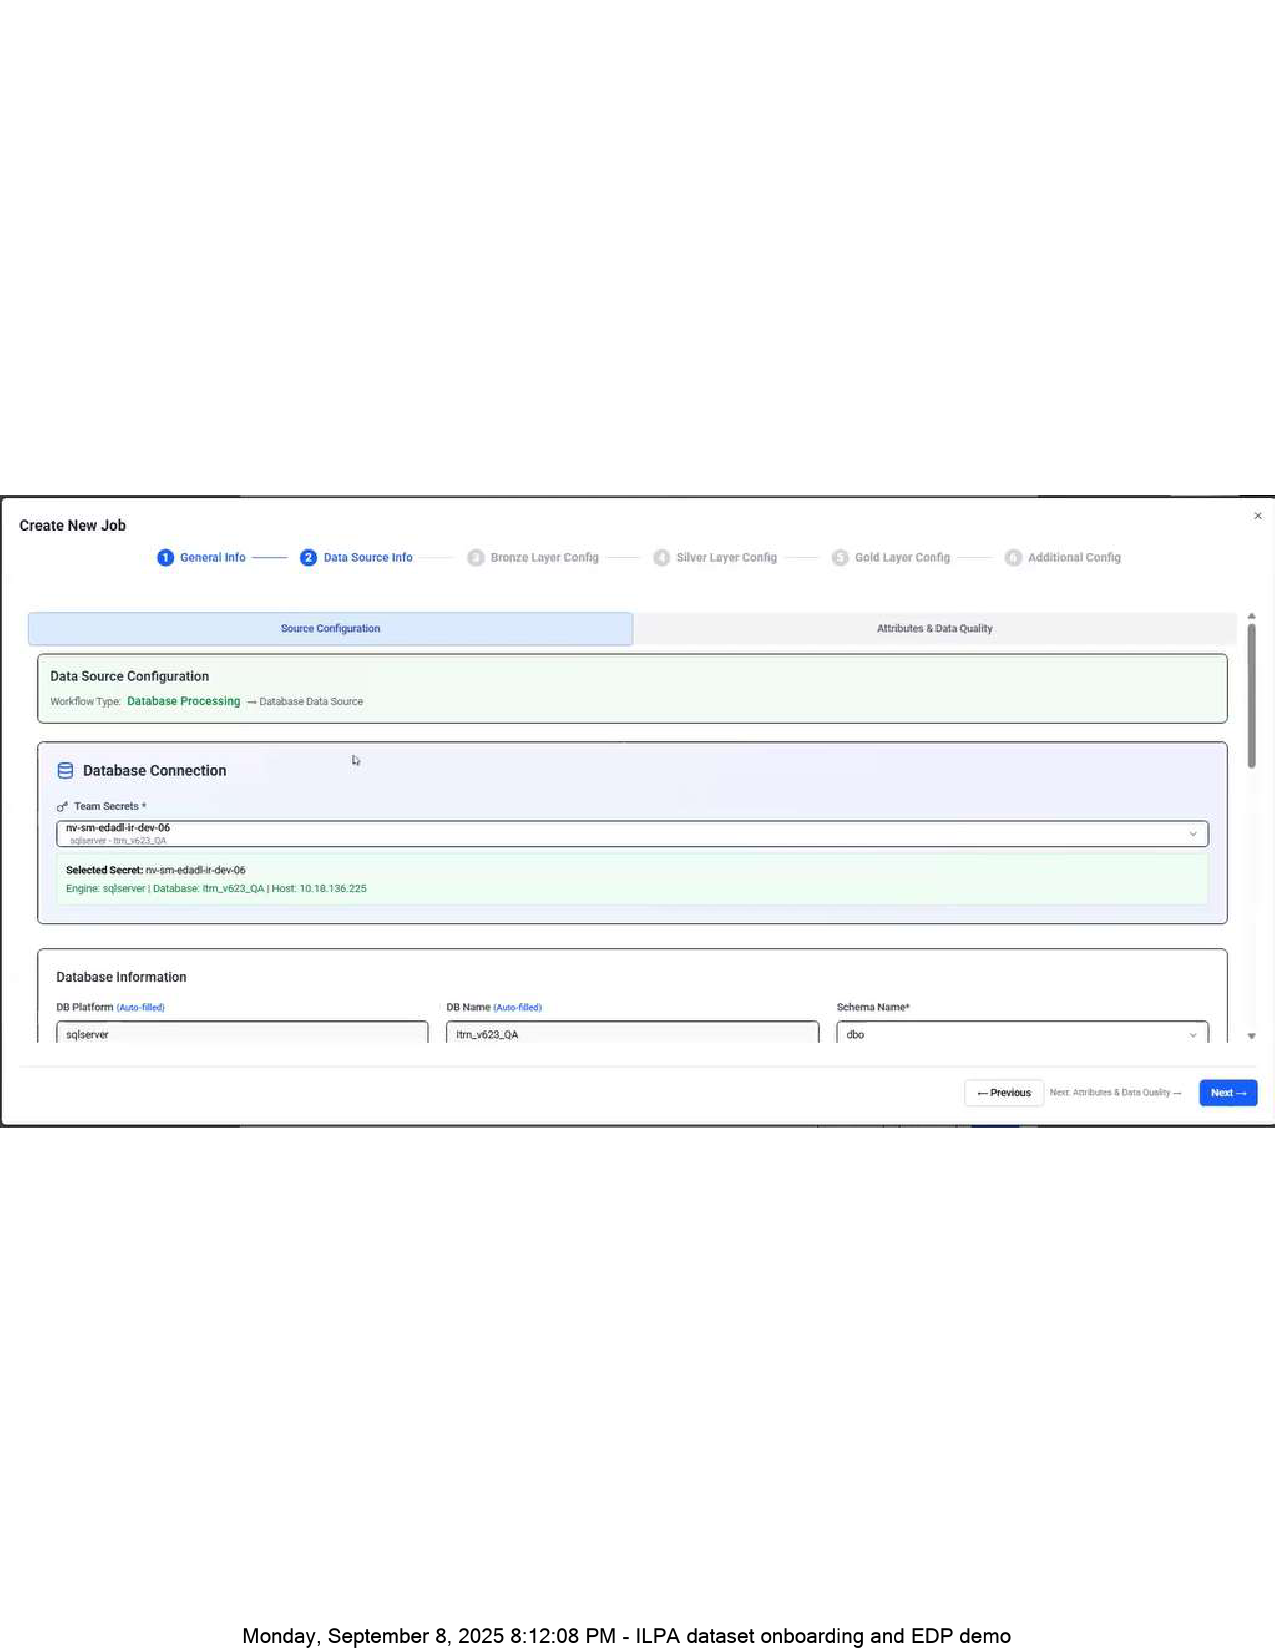 Create New Job
×
1 General Info
2 Data Source Info
3 Bronze Layer Config
4 Silver Layer Config
5 Gold Layer Config
6 Additional Config
Source Configuration
Attributes & Data Quality
Data Source Configuration
Workflow Type: Database Processing → Database Data Source
Database Connection
Team Secrets *
nv-sm-edadl-ir-dev-06
sqlserver - ltrn_v623_QA
Selected Secret: nv-sm-edadl-ir-dev-06
Engine: sqlserver | Database: ltrn_v623_QA | Host: 10.18.136.225
Database Information
DB Platform (Auto-filled)
DB Name (Auto-filled)
Schema Name*
sqlserver
ltrn_v623_QA
dbo
← Previous
Next: Attributes & Data Quality →
Next →
Monday, September 8, 2025 8:12:08 PM - ILPA dataset onboarding and EDP demo